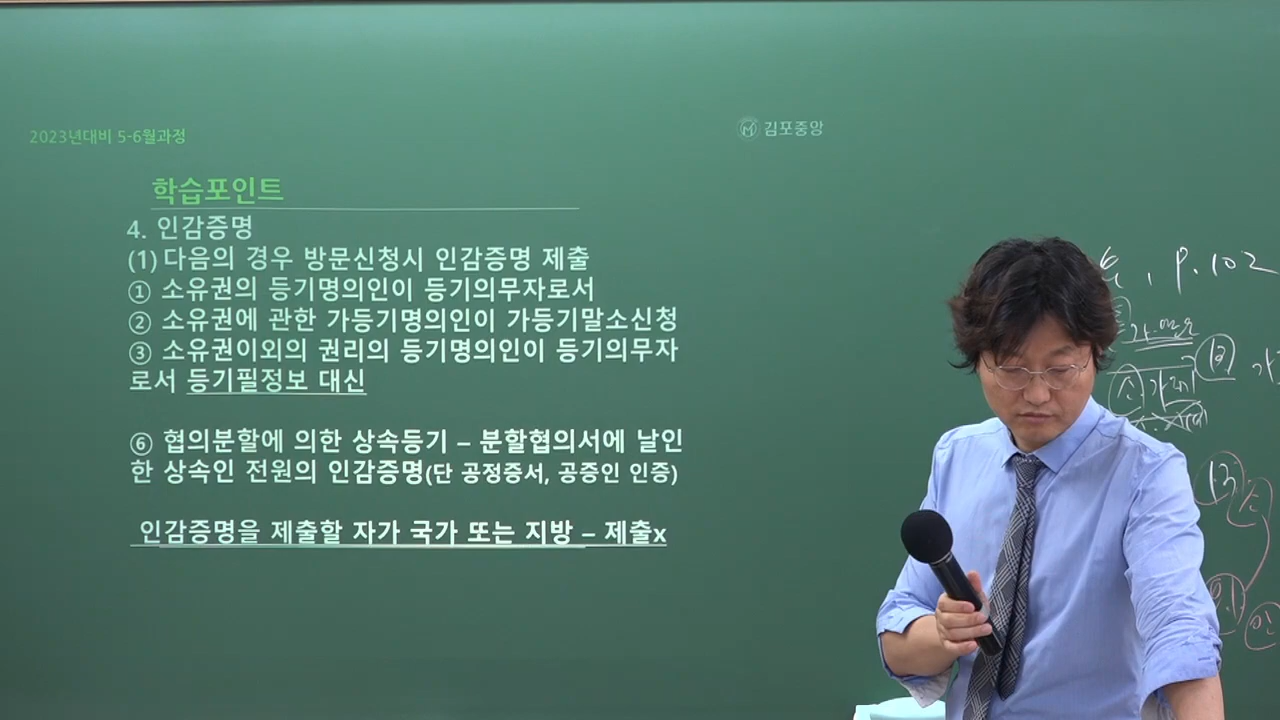 2023년대비 5-6월과정
김포중앙
학습포인트
4. 인감증명
(1) 다음의 경우 방문신청시 인감증명 제출
① 소유권의 등기명의인이 등기의무자로서
② 소유권에 관한 가등기명의인이 가등기말소신청
③ 소유권이외의 권리의 등기명의인이 등기의무자
로서 등기필정보 대신
⑥ 협의분할에 의한 상속등기 – 분할협의서에 날인
한 상속인 전원의 인감증명(단 공정증서, 공증인 인증)
인감증명을 제출할 자가 국가 또는 지방 – 제출x
P.102